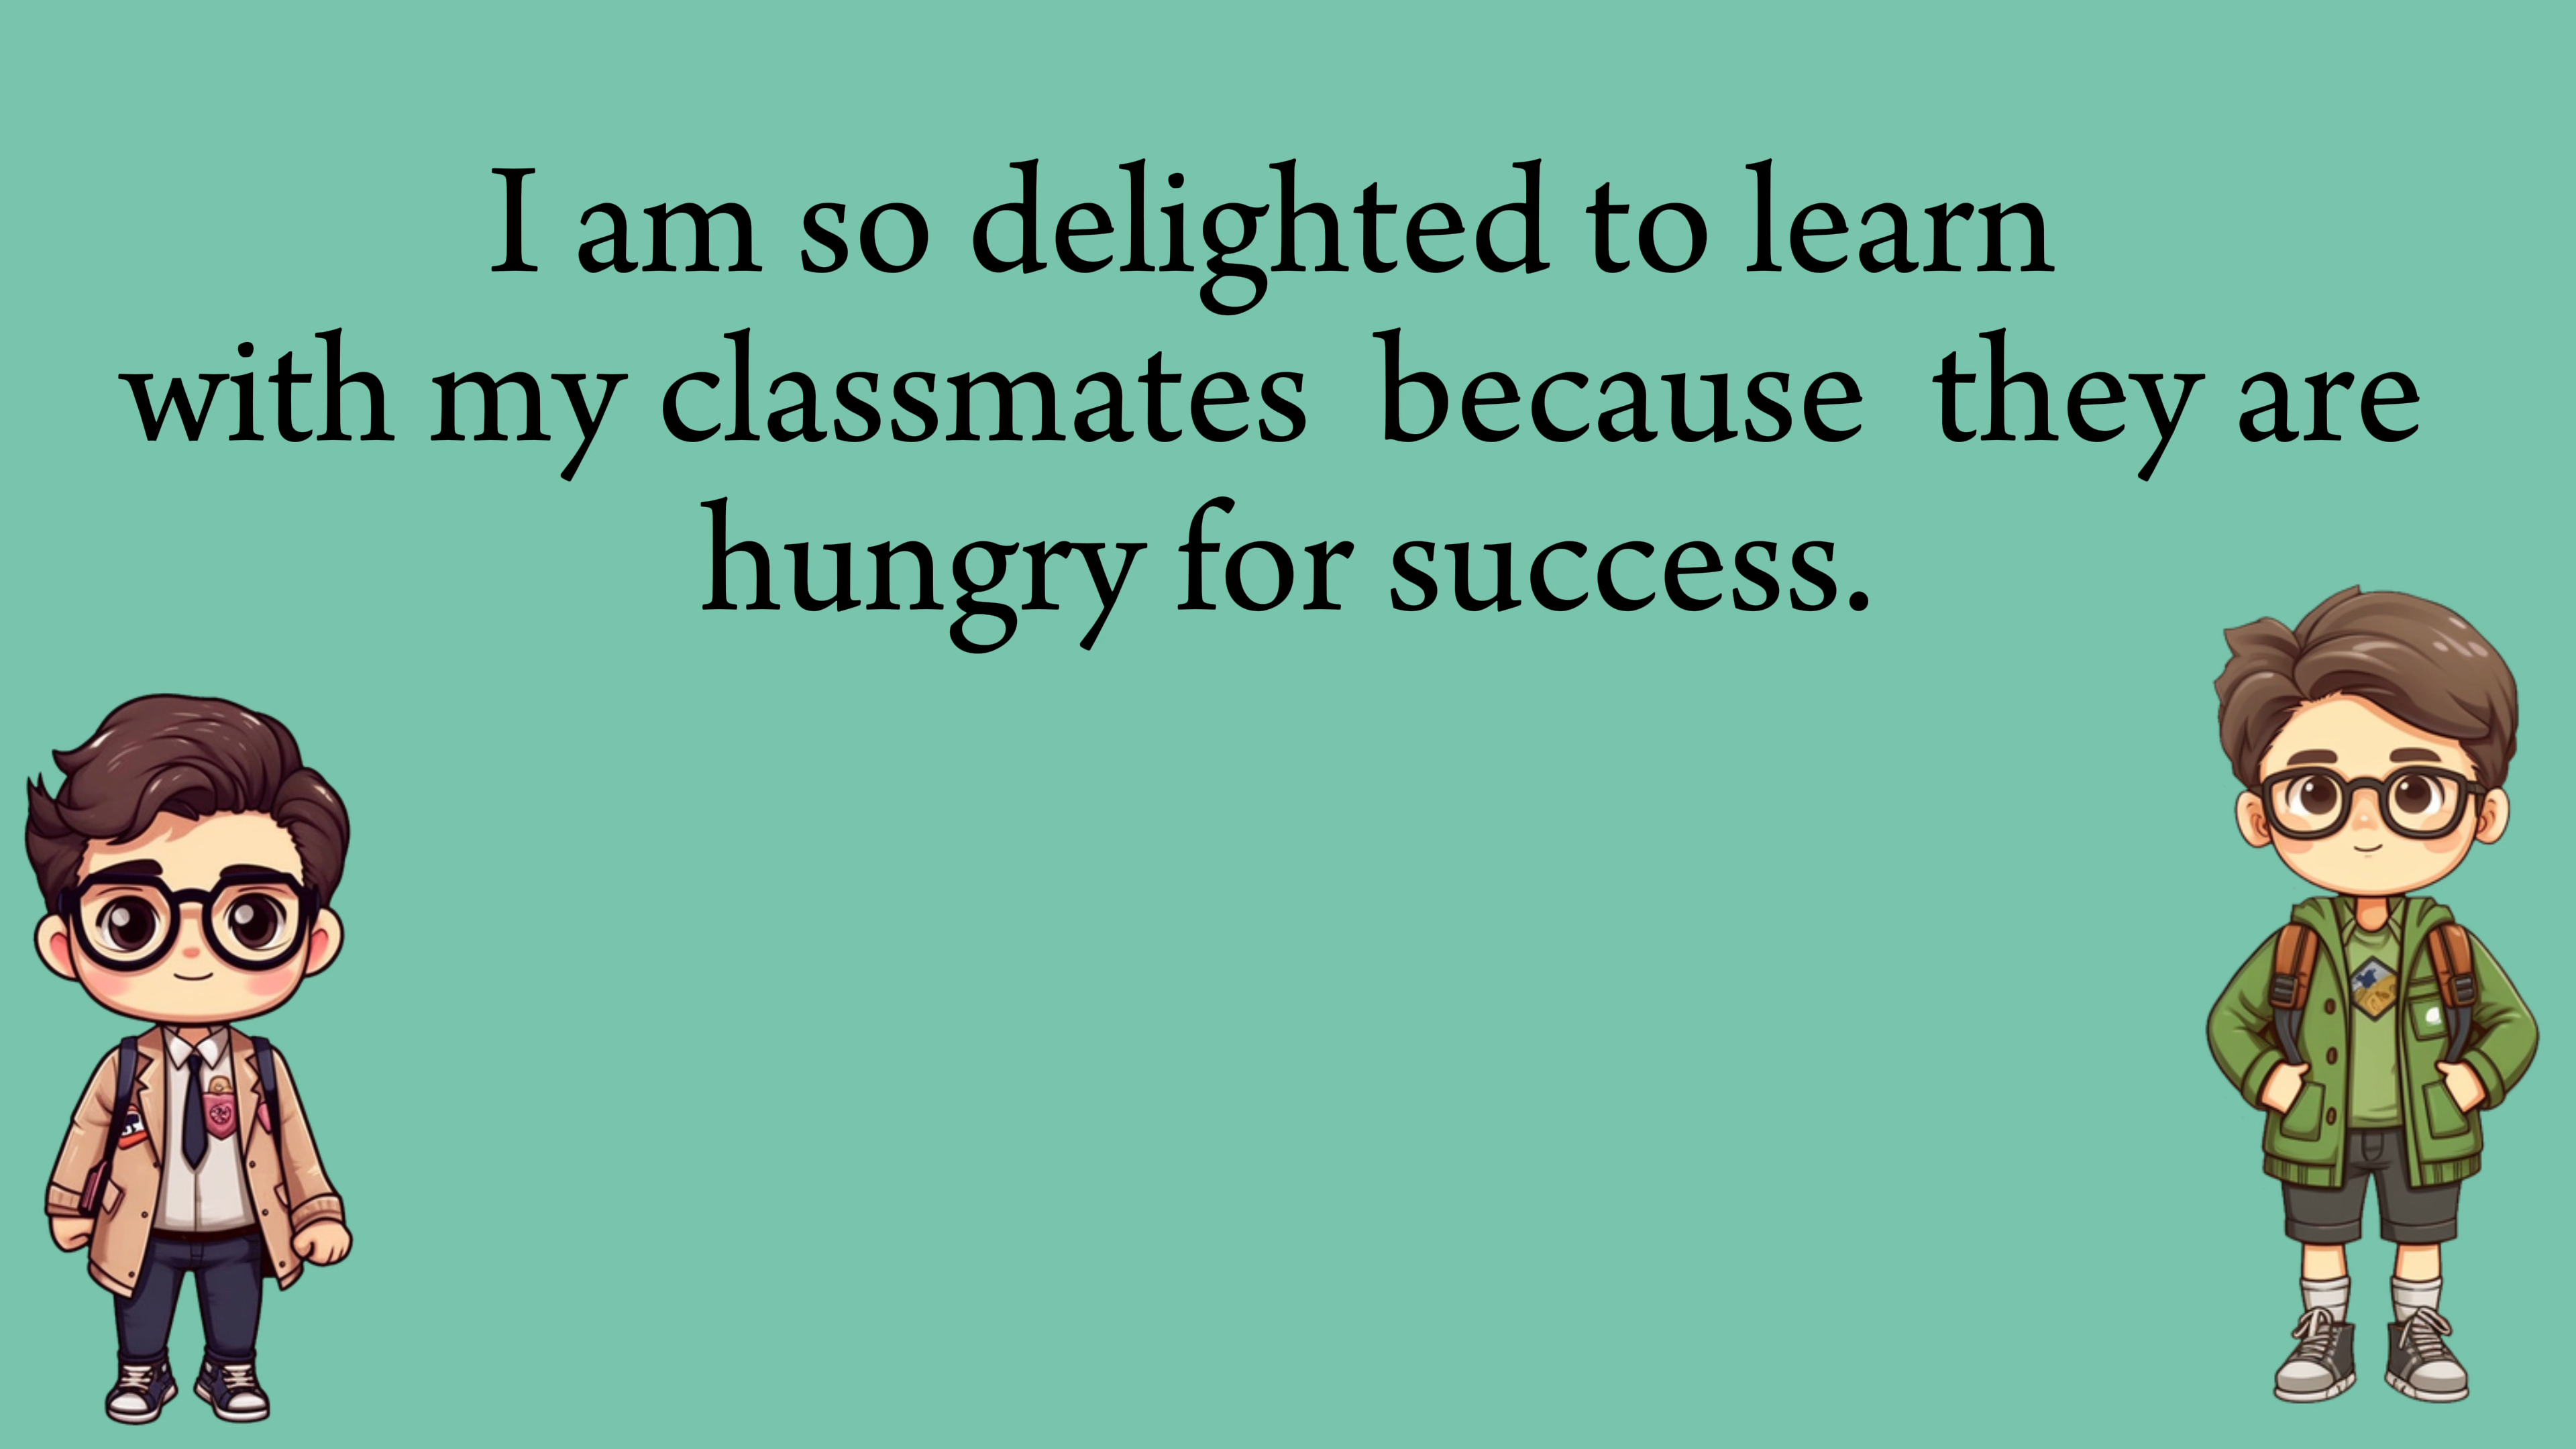 I am so delighted to learn
with my classmates  because  they are
hungry for success.